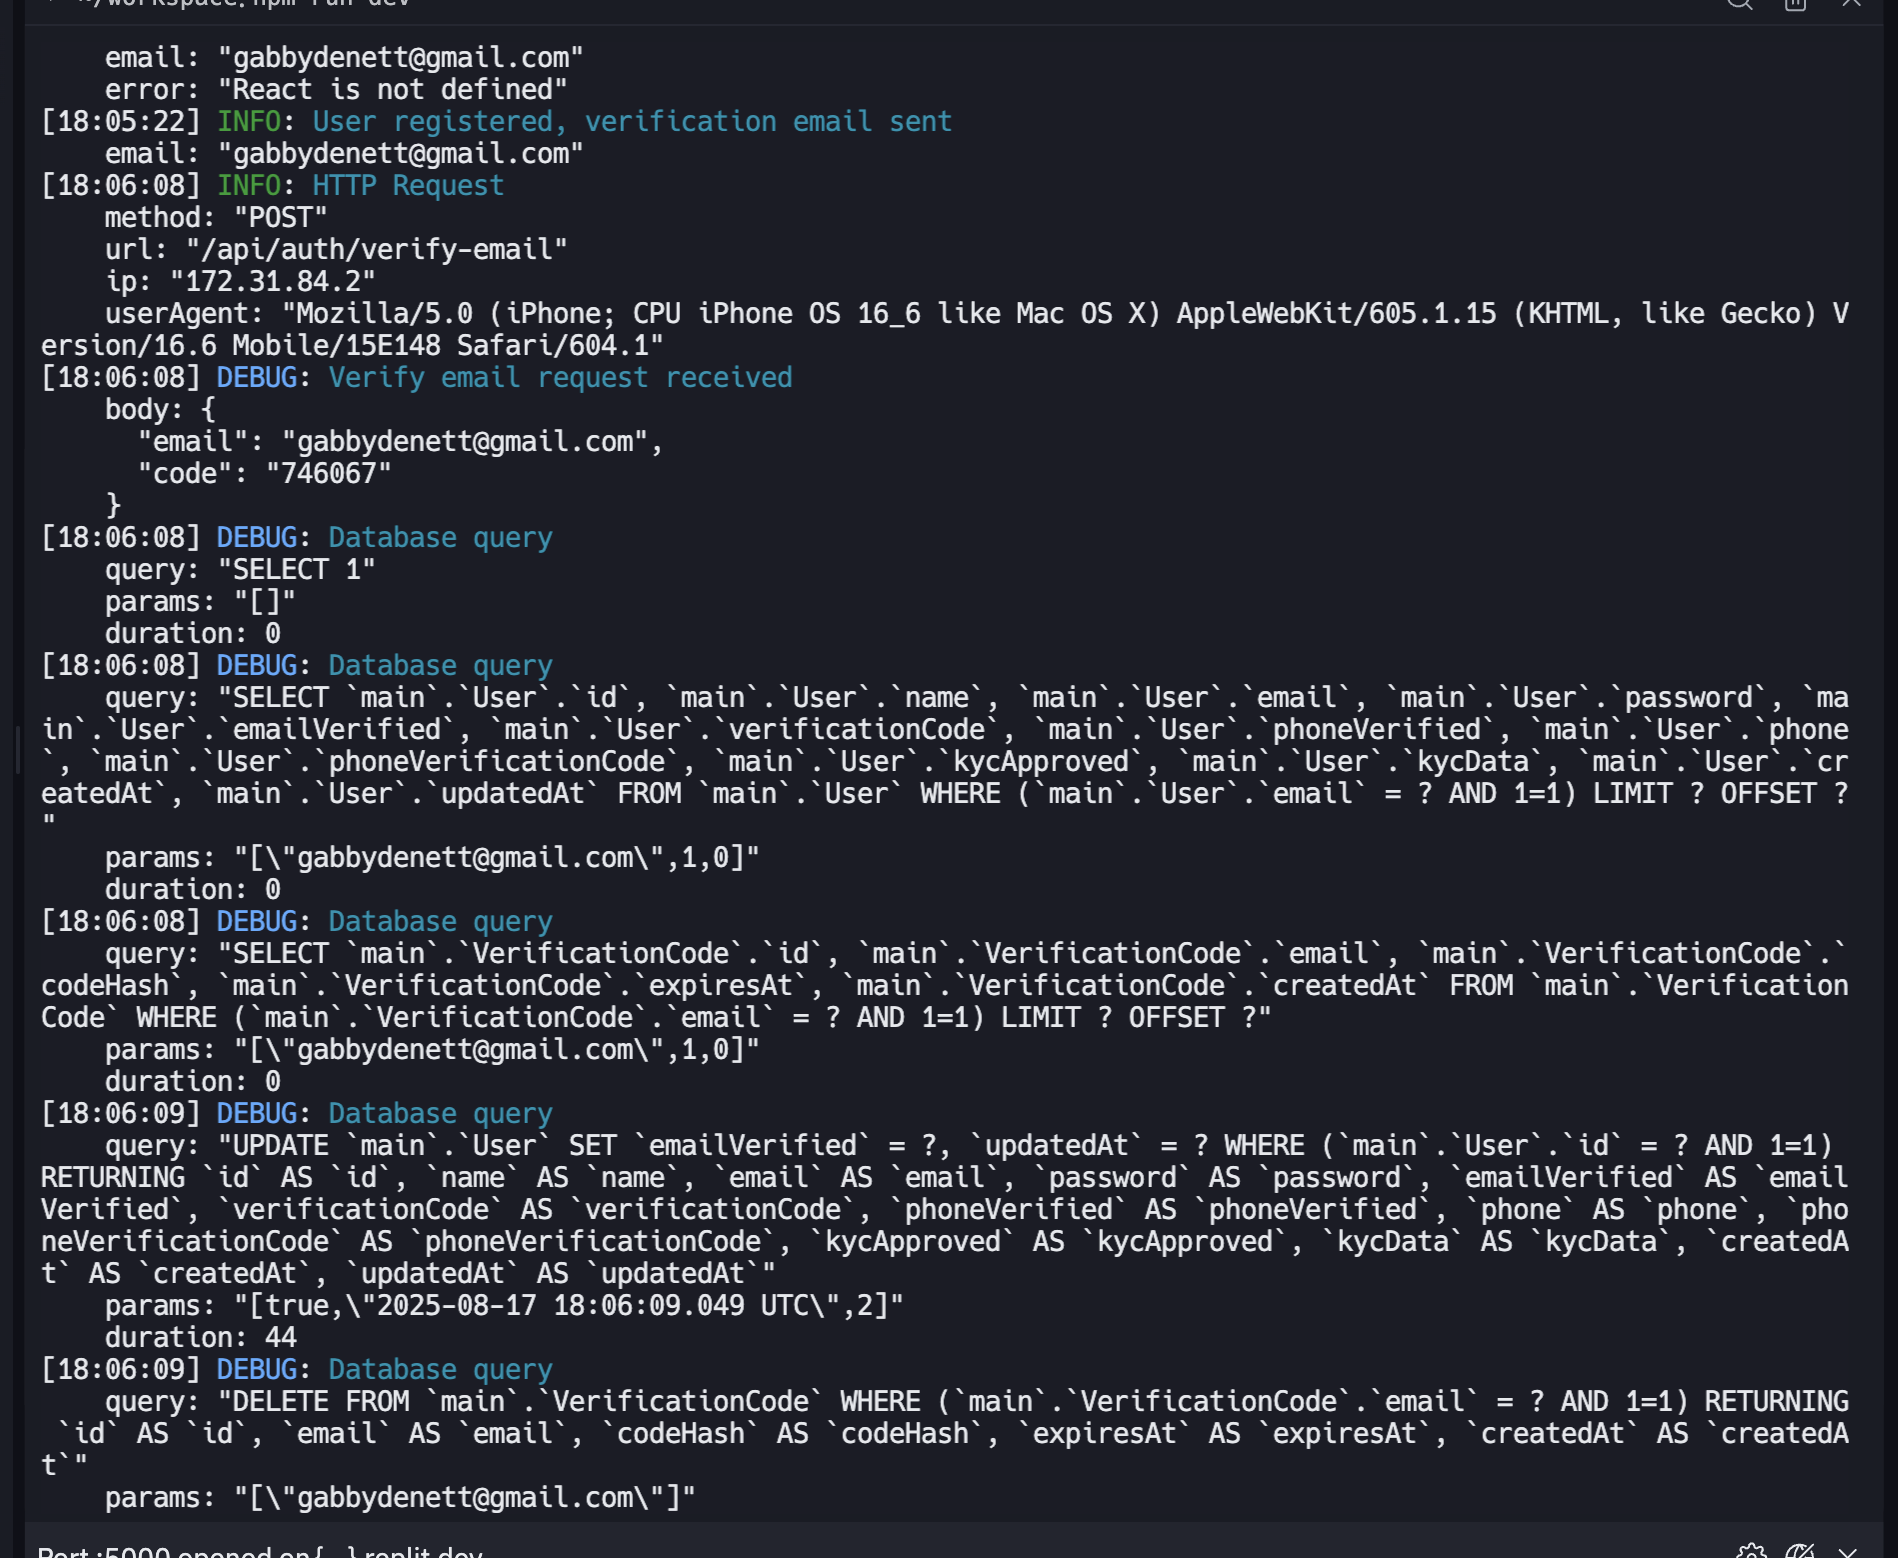 ~/workspace: npm run dev
email: "gabbydenett@gmail.com"
error: "React is not defined"
[18:05:22] INFO: User registered, verification email sent
email: "gabbydenett@gmail.com"
[18:06:08] INFO: HTTP Request
method: "POST"
url: "/api/auth/verify-email"
ip: "172.31.84.2"
userAgent: "Mozilla/5.0 (iPhone; CPU iPhone OS 16_6 like Mac OS X) AppleWebKit/605.1.15 (KHTML, like Gecko) V
ersion/16.6 Mobile/15E148 Safari/604.1"
[18:06:08] DEBUG: Verify email request received
body: {
"email": "gabbydenett@gmail.com",
"code": "746067"
}
[18:06:08] DEBUG: Database query
query: "SELECT 1"
params: "[]"
duration: 0
[18:06:08] DEBUG: Database query
query: "SELECT `main`.`User`.`id`, `main`.`User`.`name`, `main`.`User`.`email`, `main`.`User`.`password`, `ma
in`.`User`.`emailVerified`, `main`.`User`.`verificationCode`, `main`.`User`.`phoneVerified`, `main`.`User`.`phone
`, `main`.`User`.`phoneVerificationCode`, `main`.`User`.`kycApproved`, `main`.`User`.`kycData`, `main`.`User`.`cr
eatedAt`, `main`.`User`.`updatedAt` FROM `main`.`User` WHERE (`main`.`User`.`email` = ? AND 1=1) LIMIT ? OFFSET ?
"
params: "[\"gabbydenett@gmail.com\",1,0]"
duration: 0
[18:06:08] DEBUG: Database query
query: "SELECT `main`.`VerificationCode`.`id`, `main`.`VerificationCode`.`email`, `main`.`VerificationCode`.`
codeHash`, `main`.`VerificationCode`.`expiresAt`, `main`.`VerificationCode`.`createdAt` FROM `main`.`Verification
Code` WHERE (`main`.`VerificationCode`.`email` = ? AND 1=1) LIMIT ? OFFSET ?"
params: "[\"gabbydenett@gmail.com\",1,0]"
duration: 0
[18:06:09] DEBUG: Database query
query: "UPDATE `main`.`User` SET `emailVerified` = ?, `updatedAt` = ? WHERE (`main`.`User`.`id` = ? AND 1=1)
RETURNING `id` AS `id`, `name` AS `name`, `email` AS `email`, `password` AS `password`, `emailVerified` AS `email
Verified`, `verificationCode` AS `verificationCode`, `phoneVerified` AS `phoneVerified`, `phone` AS `phone`, `pho
neVerificationCode` AS `phoneVerificationCode`, `kycApproved` AS `kycApproved`, `kycData` AS `kycData`, `createdA
t` AS `createdAt`, `updatedAt` AS `updatedAt`"
params: "[true,\"2025-08-17 18:06:09.049 UTC\",2]"
duration: 44
[18:06:09] DEBUG: Database query
query: "DELETE FROM `main`.`VerificationCode` WHERE (`main`.`VerificationCode`.`email` = ? AND 1=1) RETURNING
`id` AS `id`, `email` AS `email`, `codeHash` AS `codeHash`, `expiresAt` AS `expiresAt`, `createdAt` AS `createdA
t`"
params: "[\"gabbydenett@gmail.com\"]"
Port :5000 opened on {...}.replit.dev